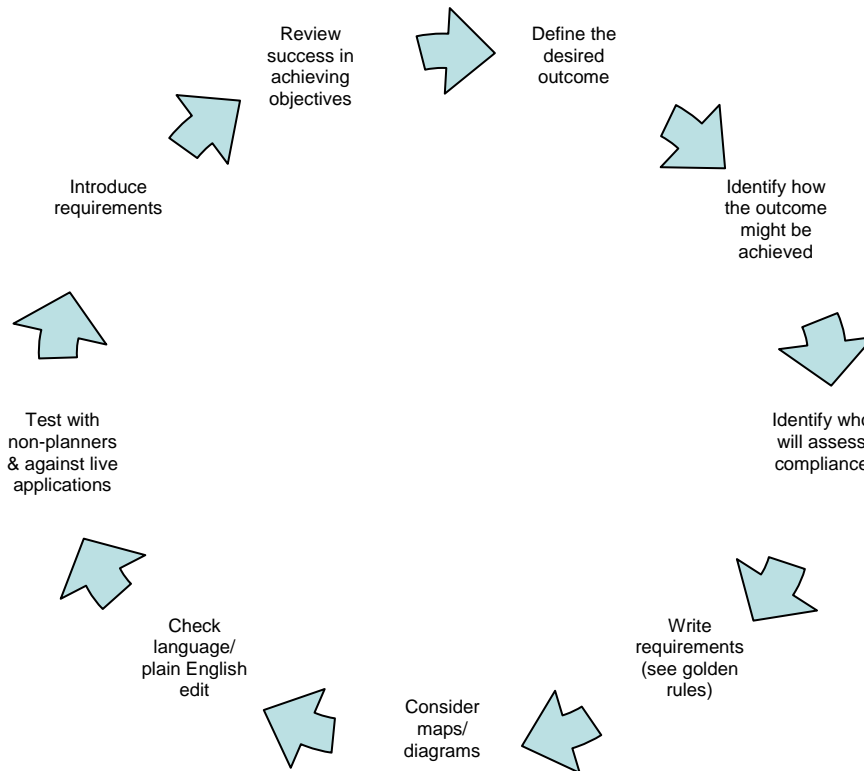 Review
success in
achieving
objectives
Define the
desired
outcome
Identify how
the outcome
might be
achieved
Identify who
will assess
compliance
Write
requirements
(see golden
rules)
Consider
maps/
diagrams
Check
language/
plain English
edit
Test with
non-planners
& against live
applications
Introduce
requirements